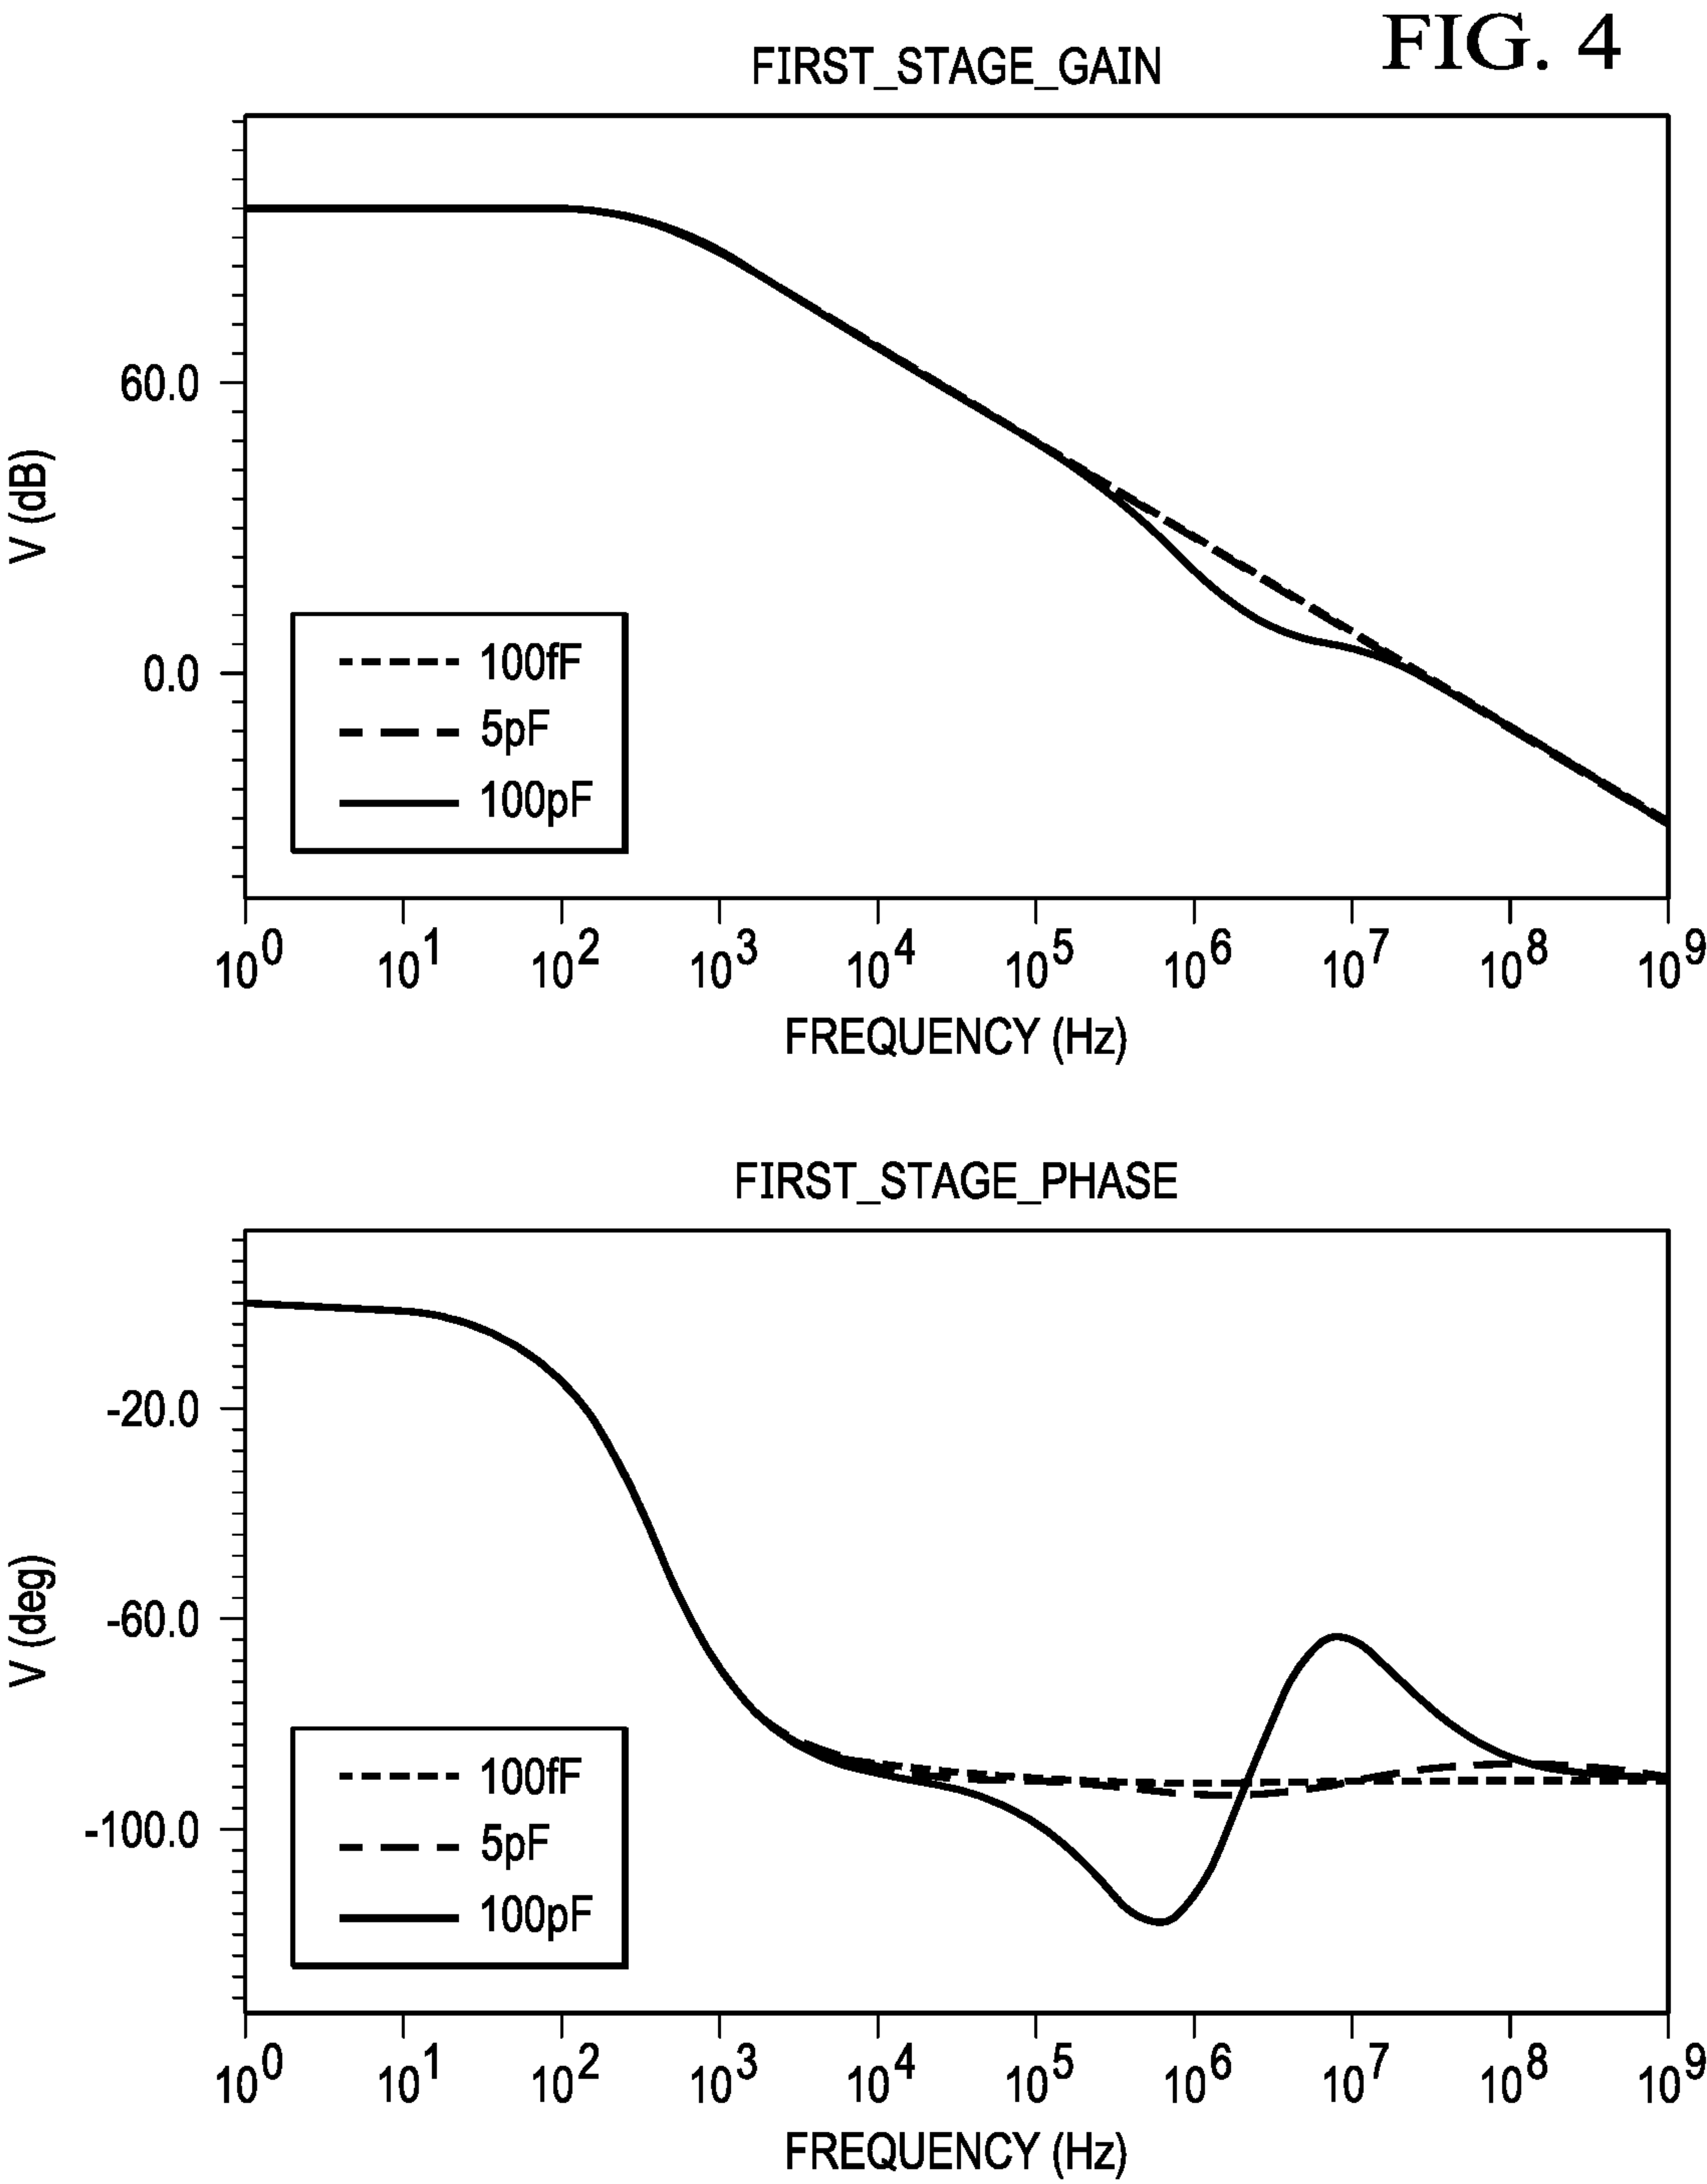 FIG. 4
FIRST_STAGE_GAIN
60.0
0.0
V (dB)
100fF
5pF
100pF
10^0 10^1 10^2 10^3 10^4 10^5 10^6 10^7 10^8 10^9
FREQUENCY (Hz)
FIRST_STAGE_PHASE
-20.0
-60.0
-100.0
V (deg)
100fF
5pF
100pF
10^0 10^1 10^2 10^3 10^4 10^5 10^6 10^7 10^8 10^9
FREQUENCY (Hz)